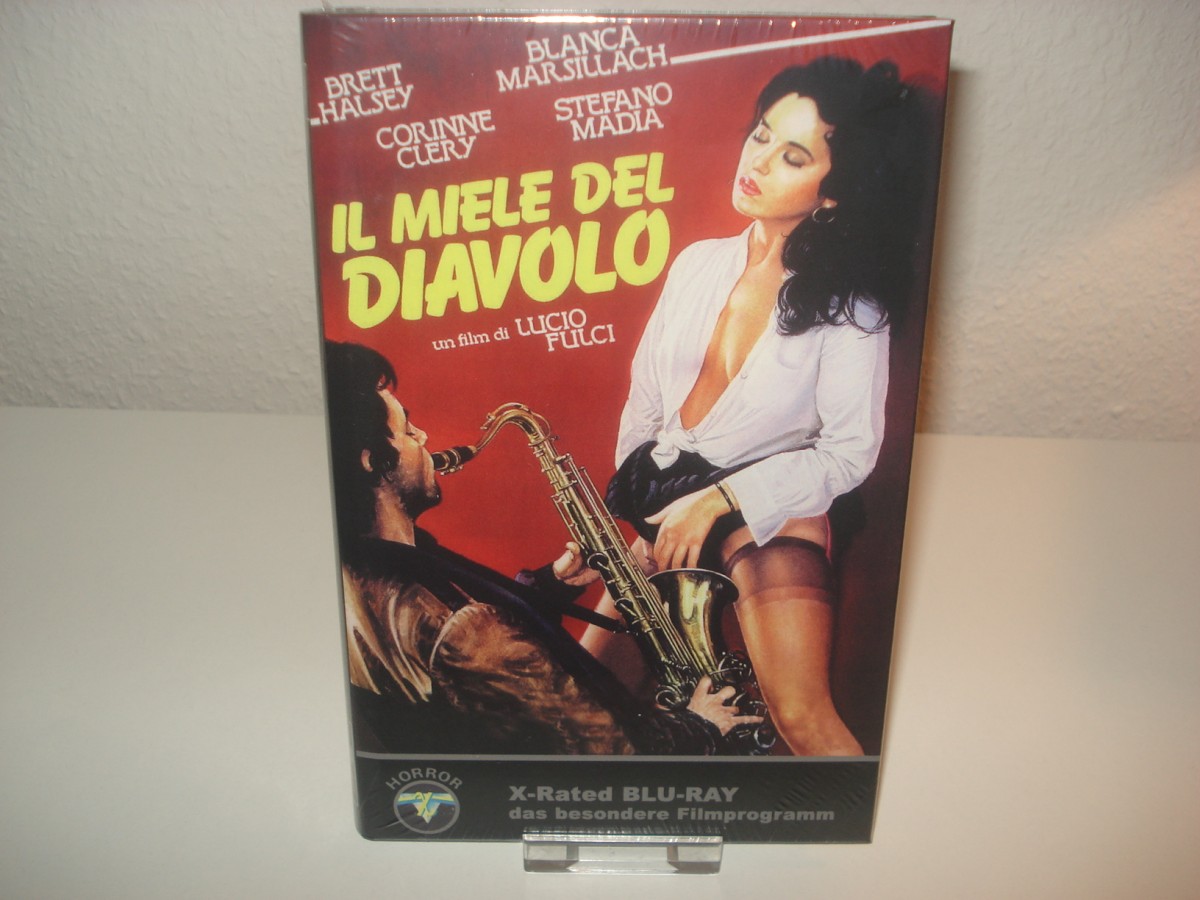 BRETT
HALSEY
BLANCA
MARSILLACH
CORINNE
CLERY
STEFANO
MADIA
IL MIELE DEL
DIAVOLO
un film di LUCIO
FULCI
HORROR
X-Rated BLU-RAY
das besondere Filmprogramm